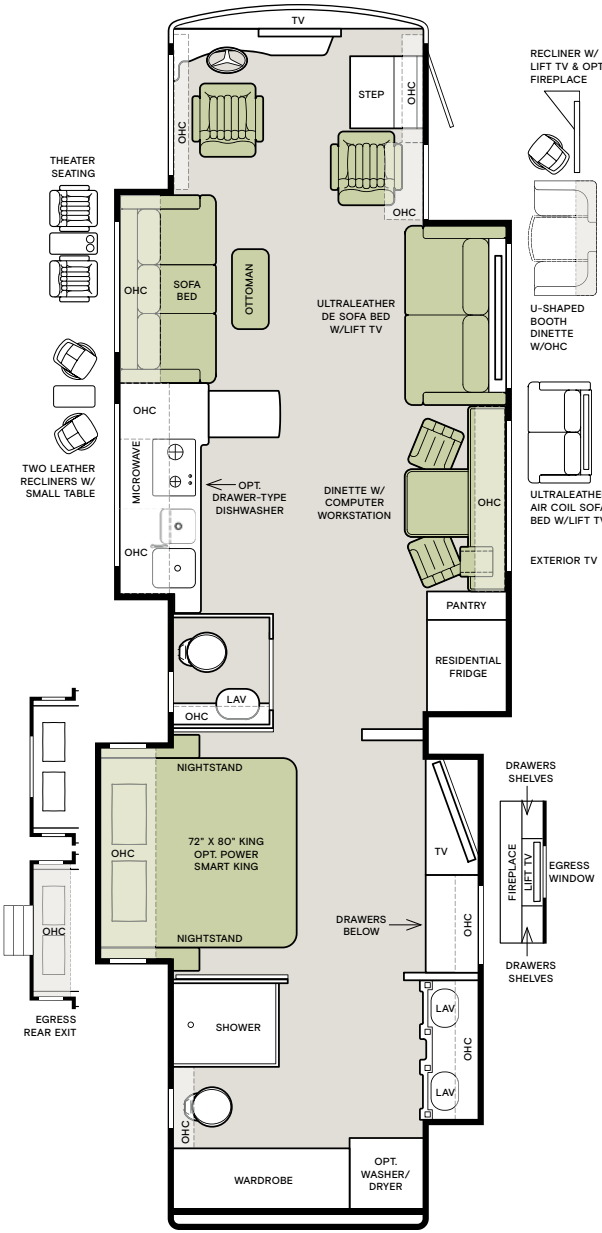 TV
RECLINER W/
LIFT TV & OPT
FIREPLACE
STEP
OHC
OHC
OHC
THEATER
SEATING
OHC
SOFA
BED
OTTOMAN
ULTRALEATHER
DE SOFA BED
W/LIFT TV
U-SHAPED
BOOTH
DINETTE
W/OHC
OHC
MICROWAVE
TWO LEATHER
RECLINERS W/
SMALL TABLE
OPT.
DRAWER-TYPE
DISHWASHER
DINETTE W/
COMPUTER
WORKSTATION
OHC
ULTRALEATHE
AIR COIL SOFA
BED W/LIFT TV
OHC
EXTERIOR TV
PANTRY
RESIDENTIAL
FRIDGE
LAV
OHC
NIGHTSTAND
72" X 80" KING
OPT. POWER
SMART KING
OHC
NIGHTSTAND
TV
DRAWERS
SHELVES
FIREPLACE
LIFT TV
EGRESS
WINDOW
DRAWERS
SHELVES
DRAWERS
BELOW
OHC
OHC
EGRESS
REAR EXIT
SHOWER
LAV
OHC
LAV
OHC
WARDROBE
OPT.
WASHER/
DRYER